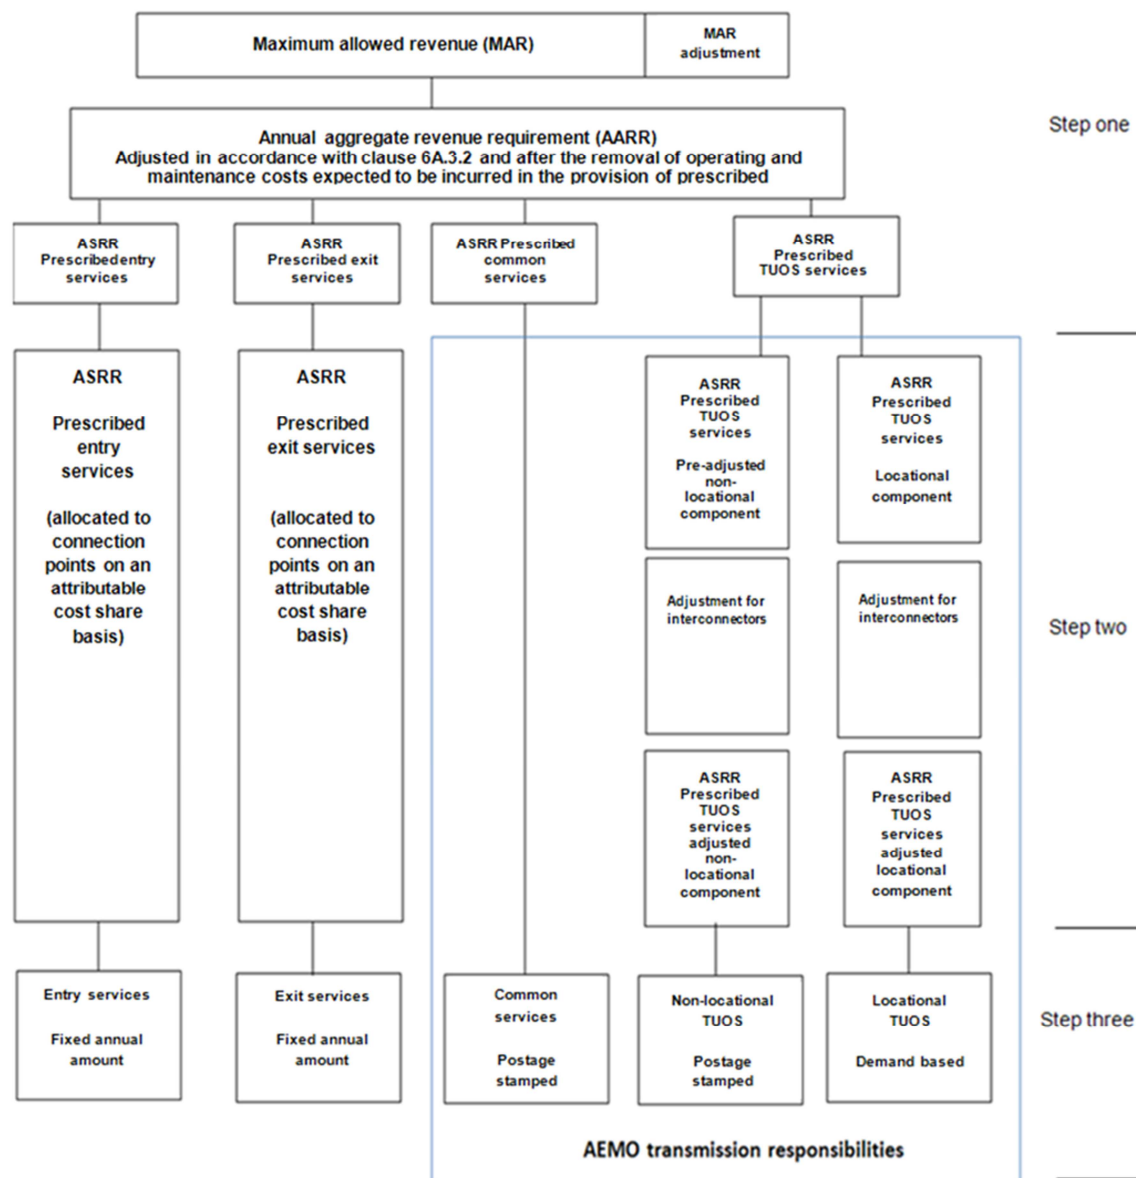 Maximum allowed revenue (MAR)
MAR
adjustment
Step one
Annual aggregate revenue requirement (AARR)
Adjusted in accordance with clause 6A.3.2 and after the removal of operating and
maintenance costs expected to be incurred in the provision of prescribed
ASRR
Prescribedentry
services
ASRR
Prescribed exit
services
ASRR Prescribed
common
services
ASRR
Prescribed
TUOS services
ASRR
Prescribed
entry
services
(allocated to
connection
points on an
attributable
cost share
basis)
ASRR
Prescribed
exit services
(allocated to
connection
points on an
attributable
cost share
basis)
ASRR
Prescribed
TUOS
services
Pre-adjusted
non-
locational
component
ASRR
Prescribed
TUOS
services
Locational
component
Adjustment for
interconnectors
Adjustment for
interconnectors
Step two
ASRR
Prescribed
TUOS
services
adjusted
non-
locational
component
ASRR
Prescribed
TUOS
services
adjusted
locational
component
Entry services
Fixed annual
amount
Exit services
Fixed annual
amount
Common
services
Postage
stamped
Non-locational
TUOS
Postage
stamped
Locational
TUOS
Demand based
Step three
AEMO transmission responsibilities